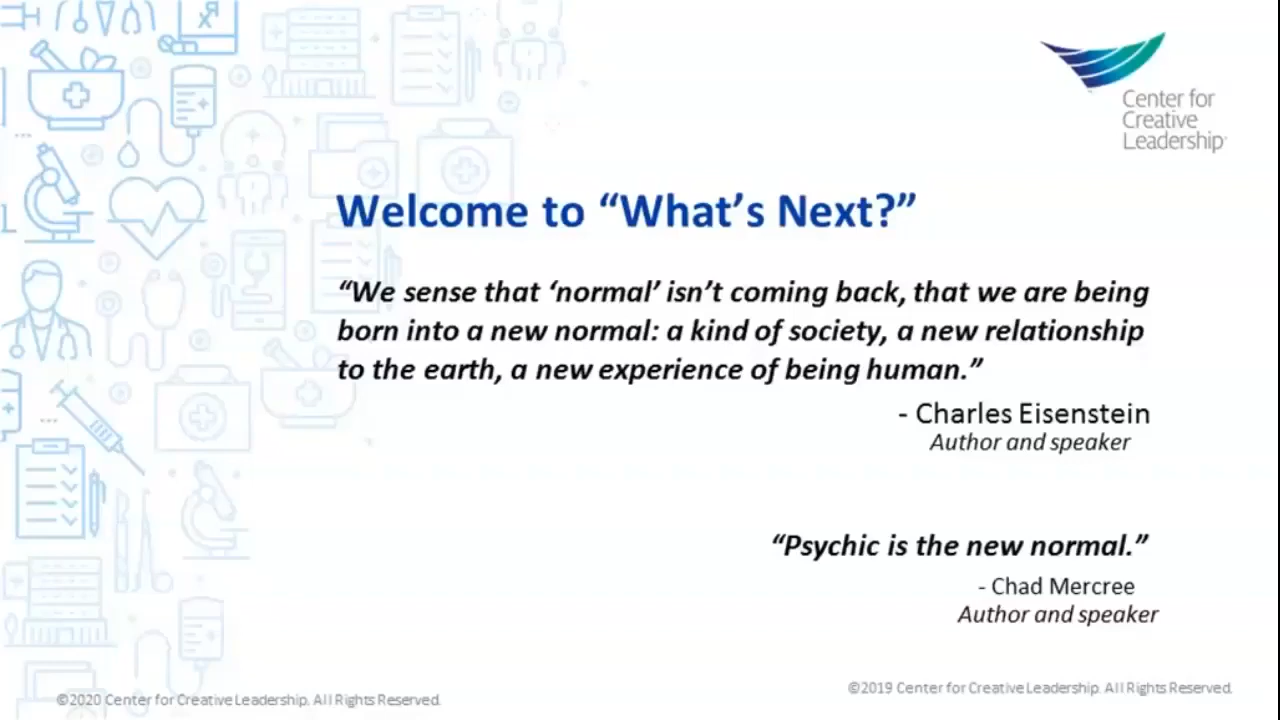 Center for
Creative
Leadership
Welcome to “What’s Next?”
“We sense that ‘normal’ isn’t coming back, that we are being
born into a new normal: a kind of society, a new relationship
to the earth, a new experience of being human.”
- Charles Eisenstein
Author and speaker
“Psychic is the new normal.”
- Chad Mercree
Author and speaker
©2020 Center for Creative Leadership. All Rights Reserved.
©2019 Center for Creative Leadership. All Rights Reserved.